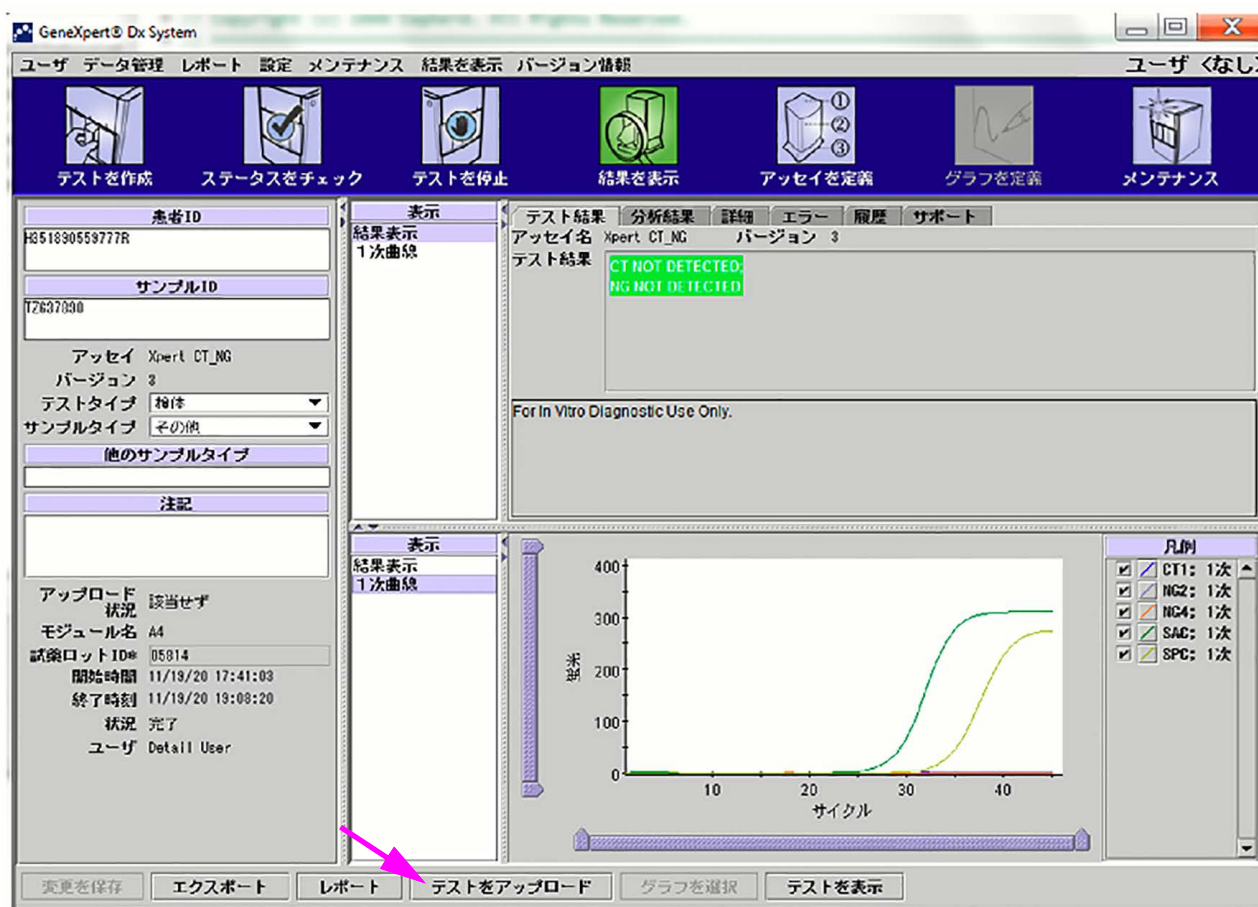 GeneXpert® Dx System
ユーザ データ管理 レポート 設定 メンテナンス 結果を表示 バージョン情報
ユーザ <なし>
テストを作成 ステータスをチェック テストを停止 結果を表示 アッセイを定義 グラフを定義 メンテナンス
① ② ③
患者ID
H351890559777R
サンプルID
TZ637890
アッセイ Xpert CT_NG
バージョン 3
テストタイプ 検体
サンプルタイプ その他
他のサンプルタイプ
注記
アップロード
状況 該当せず
モジュール名 A4
試薬ロットID* 05814
開始時間 11/19/20 17:41:03
終了時刻 11/19/20 19:08:20
状況 完了
ユーザ Detail User
表示
結果表示
1次曲線
テスト結果 分析結果 詳細 エラー 履歴 サポート
アッセイ名 Xpert CT_NG バージョン 3
テスト結果
CT NOT DETECTED;
NG NOT DETECTED
For In Vitro Diagnostic Use Only.
表示
結果表示
1次曲線
400
300
200
100
0
蛍光
10 20 30 40
サイクル
凡例
CT1; 1次
NG2; 1次
NG4; 1次
SAC; 1次
SPC; 1次
変更を保存 エクスポート レポート テストをアップロード グラフを選択 テストを表示